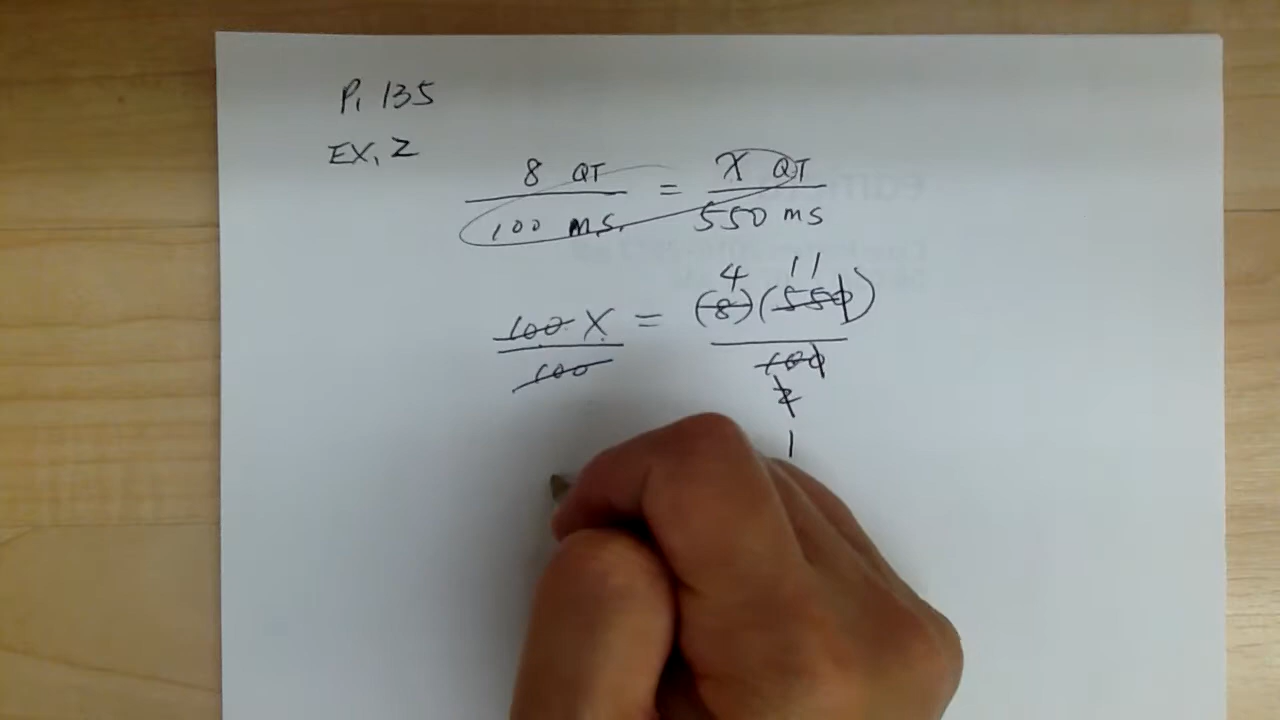 P. 135
EX. 2
8 QT = X QT
100 ms. 550 ms
4 11
100 X = (8)(550)
100 100
2
1